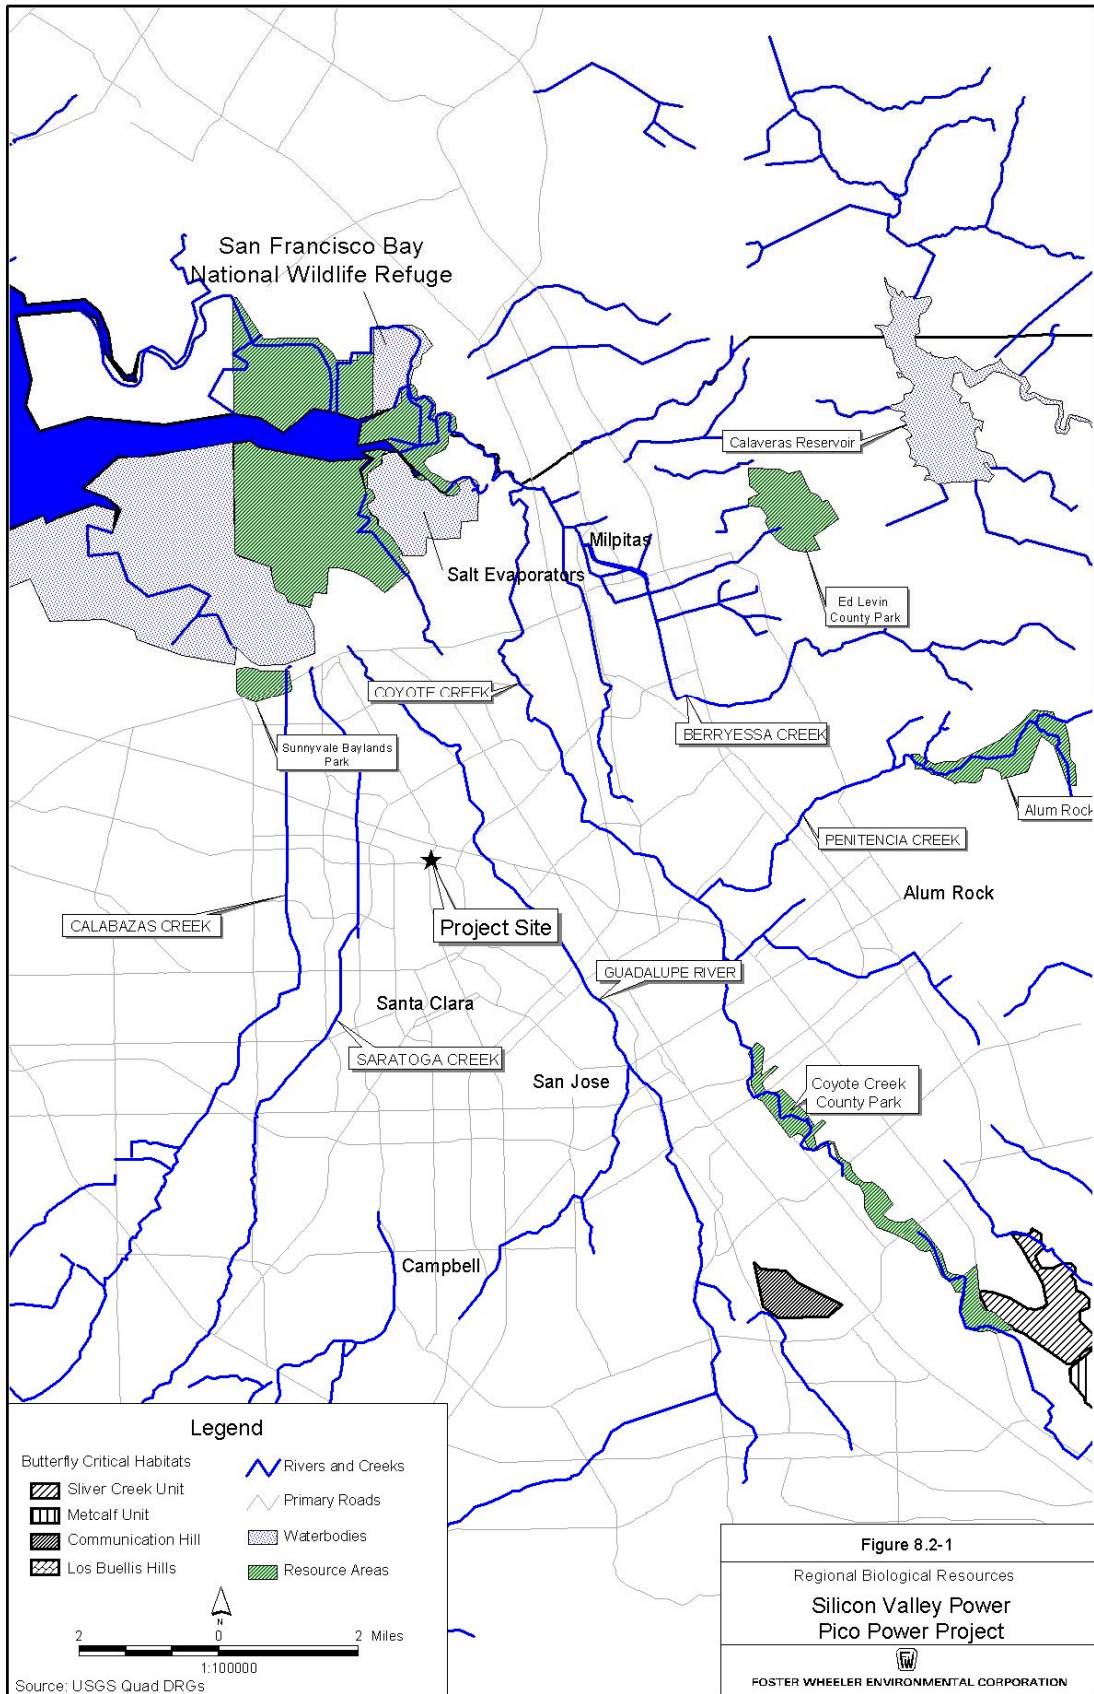 San Francisco Bay
National Wildlife Refuge
Calaveras Reservoir
Milpitas
Salt Evaporators
Ed Levin
County Park
COYOTE CREEK
BERRYESSA CREEK
Sunnyvale Baylands
Park
Alum Rock
PENITENCIA CREEK
Alum Rock
CALABAZAS CREEK
Project Site
GUADALUPE RIVER
Santa Clara
SARATOGA CREEK
San Jose
Coyote Creek
County Park
Campbell
Legend
Butterfly Critical Habitats
Sliver Creek Unit
Metcalf Unit
Communication Hill
Los Buellis Hills
Rivers and Creeks
Primary Roads
Waterbodies
Resource Areas
N
2 0 2 Miles
1:100000
Source: USGS Quad DRGs
Figure 8.2-1
Regional Biological Resources
Silicon Valley Power
Pico Power Project
FW
FOSTER WHEELER ENVIRONMENTAL CORPORATION